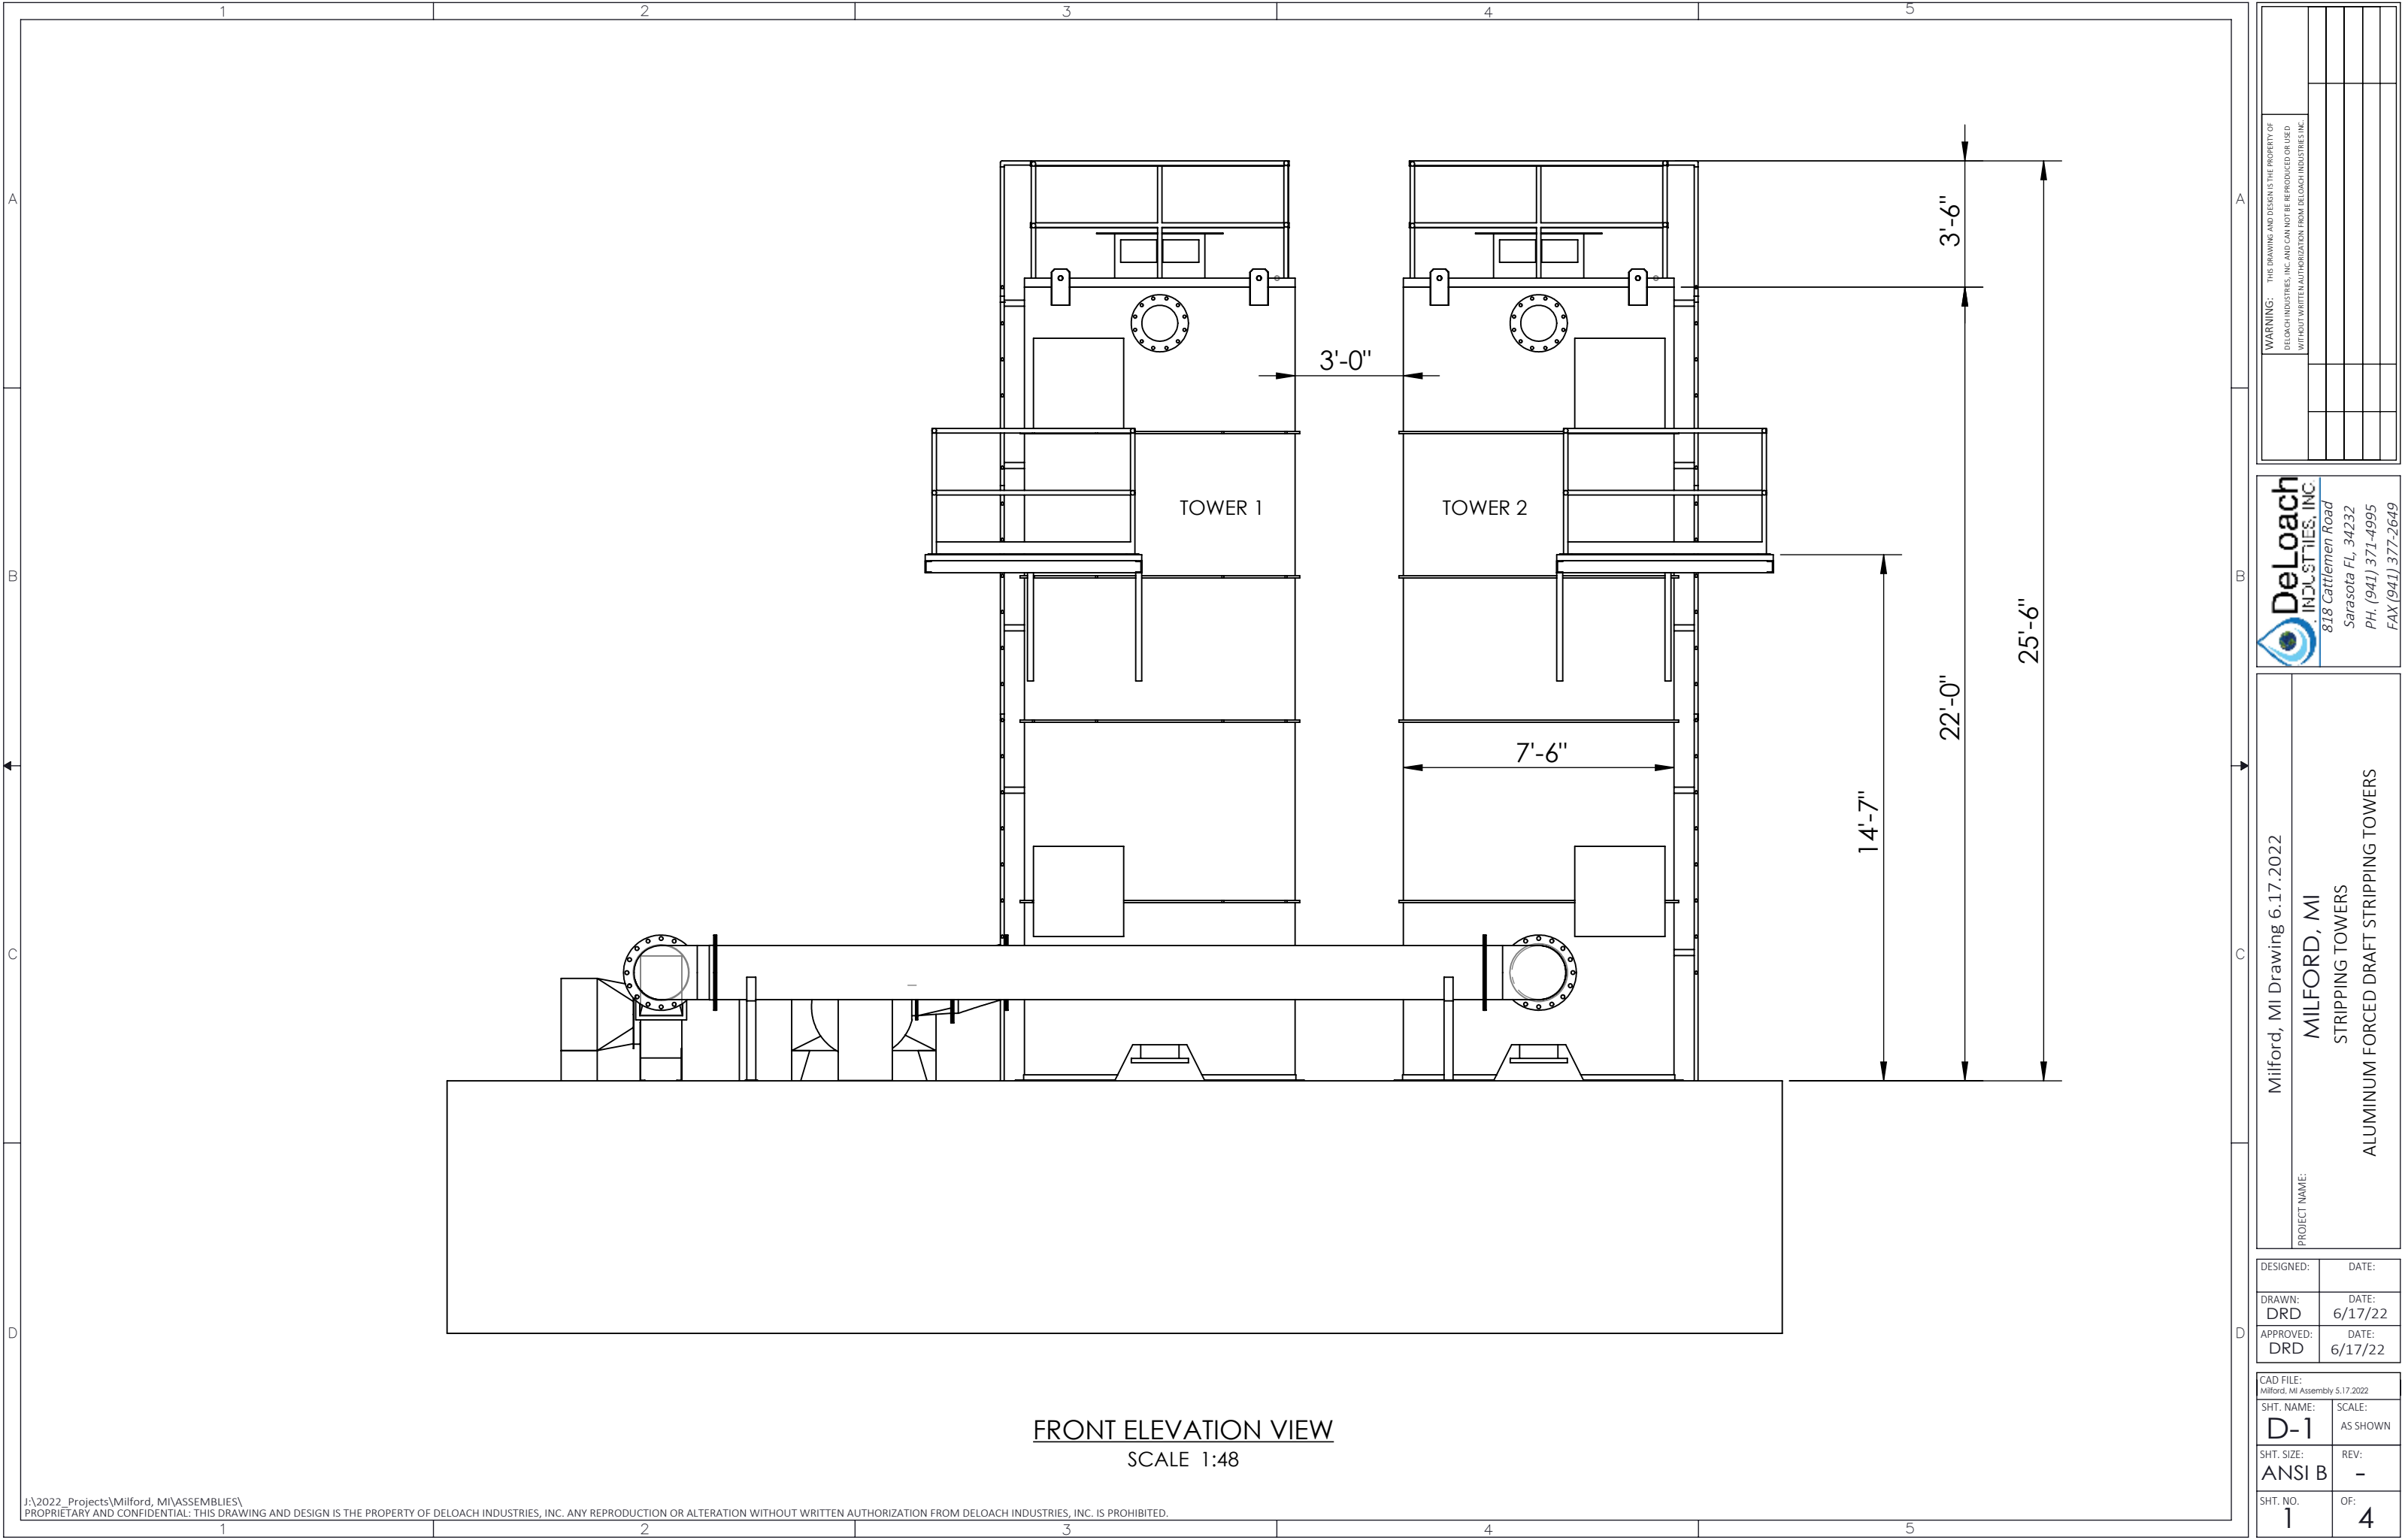 1 2 3 4 5
A A
B B
C C
D D
3'-6"
3'-0"
TOWER 1 TOWER 2
25'-6"
22'-0"
7'-6"
14'-7"
FRONT ELEVATION VIEW
SCALE 1:48
J:\2022_Projects\Milford, MI\ASSEMBLIES\
PROPRIETARY AND CONFIDENTIAL: THIS DRAWING AND DESIGN IS THE PROPERTY OF DELOACH INDUSTRIES, INC. ANY REPRODUCTION OR ALTERATION WITHOUT WRITTEN AUTHORIZATION FROM DELOACH INDUSTRIES, INC. IS PROHIBITED.
1 2 3 4 5
WARNING: THIS DRAWING AND DESIGN IS THE PROPERTY OF
DELOACH INDUSTRIES, INC. AND CAN NOT BE REPRODUCED OR USED
WITHOUT WRITTEN AUTHORIZATION FROM DELOACH INDUSTRIES INC.
DeLoach
INDUSTRIES, INC.
818 Cattlemen Road
Sarasota FL, 34232
PH. (941) 371-4995
FAX (941) 377-2649
Milford, MI Drawing 6.17.2022
PROJECT NAME:
MILFORD, MI
STRIPPING TOWERS
ALUMINUM FORCED DRAFT STRIPPING TOWERS
DESIGNED: DATE:
DRAWN: DATE:
DRD 6/17/22
APPROVED: DATE:
DRD 6/17/22
CAD FILE:
Milford, MI Assembly 5.17.2022
SHT. NAME: SCALE:
D-1 AS SHOWN
SHT. SIZE: REV:
ANSI B -
SHT. NO. OF:
1 4